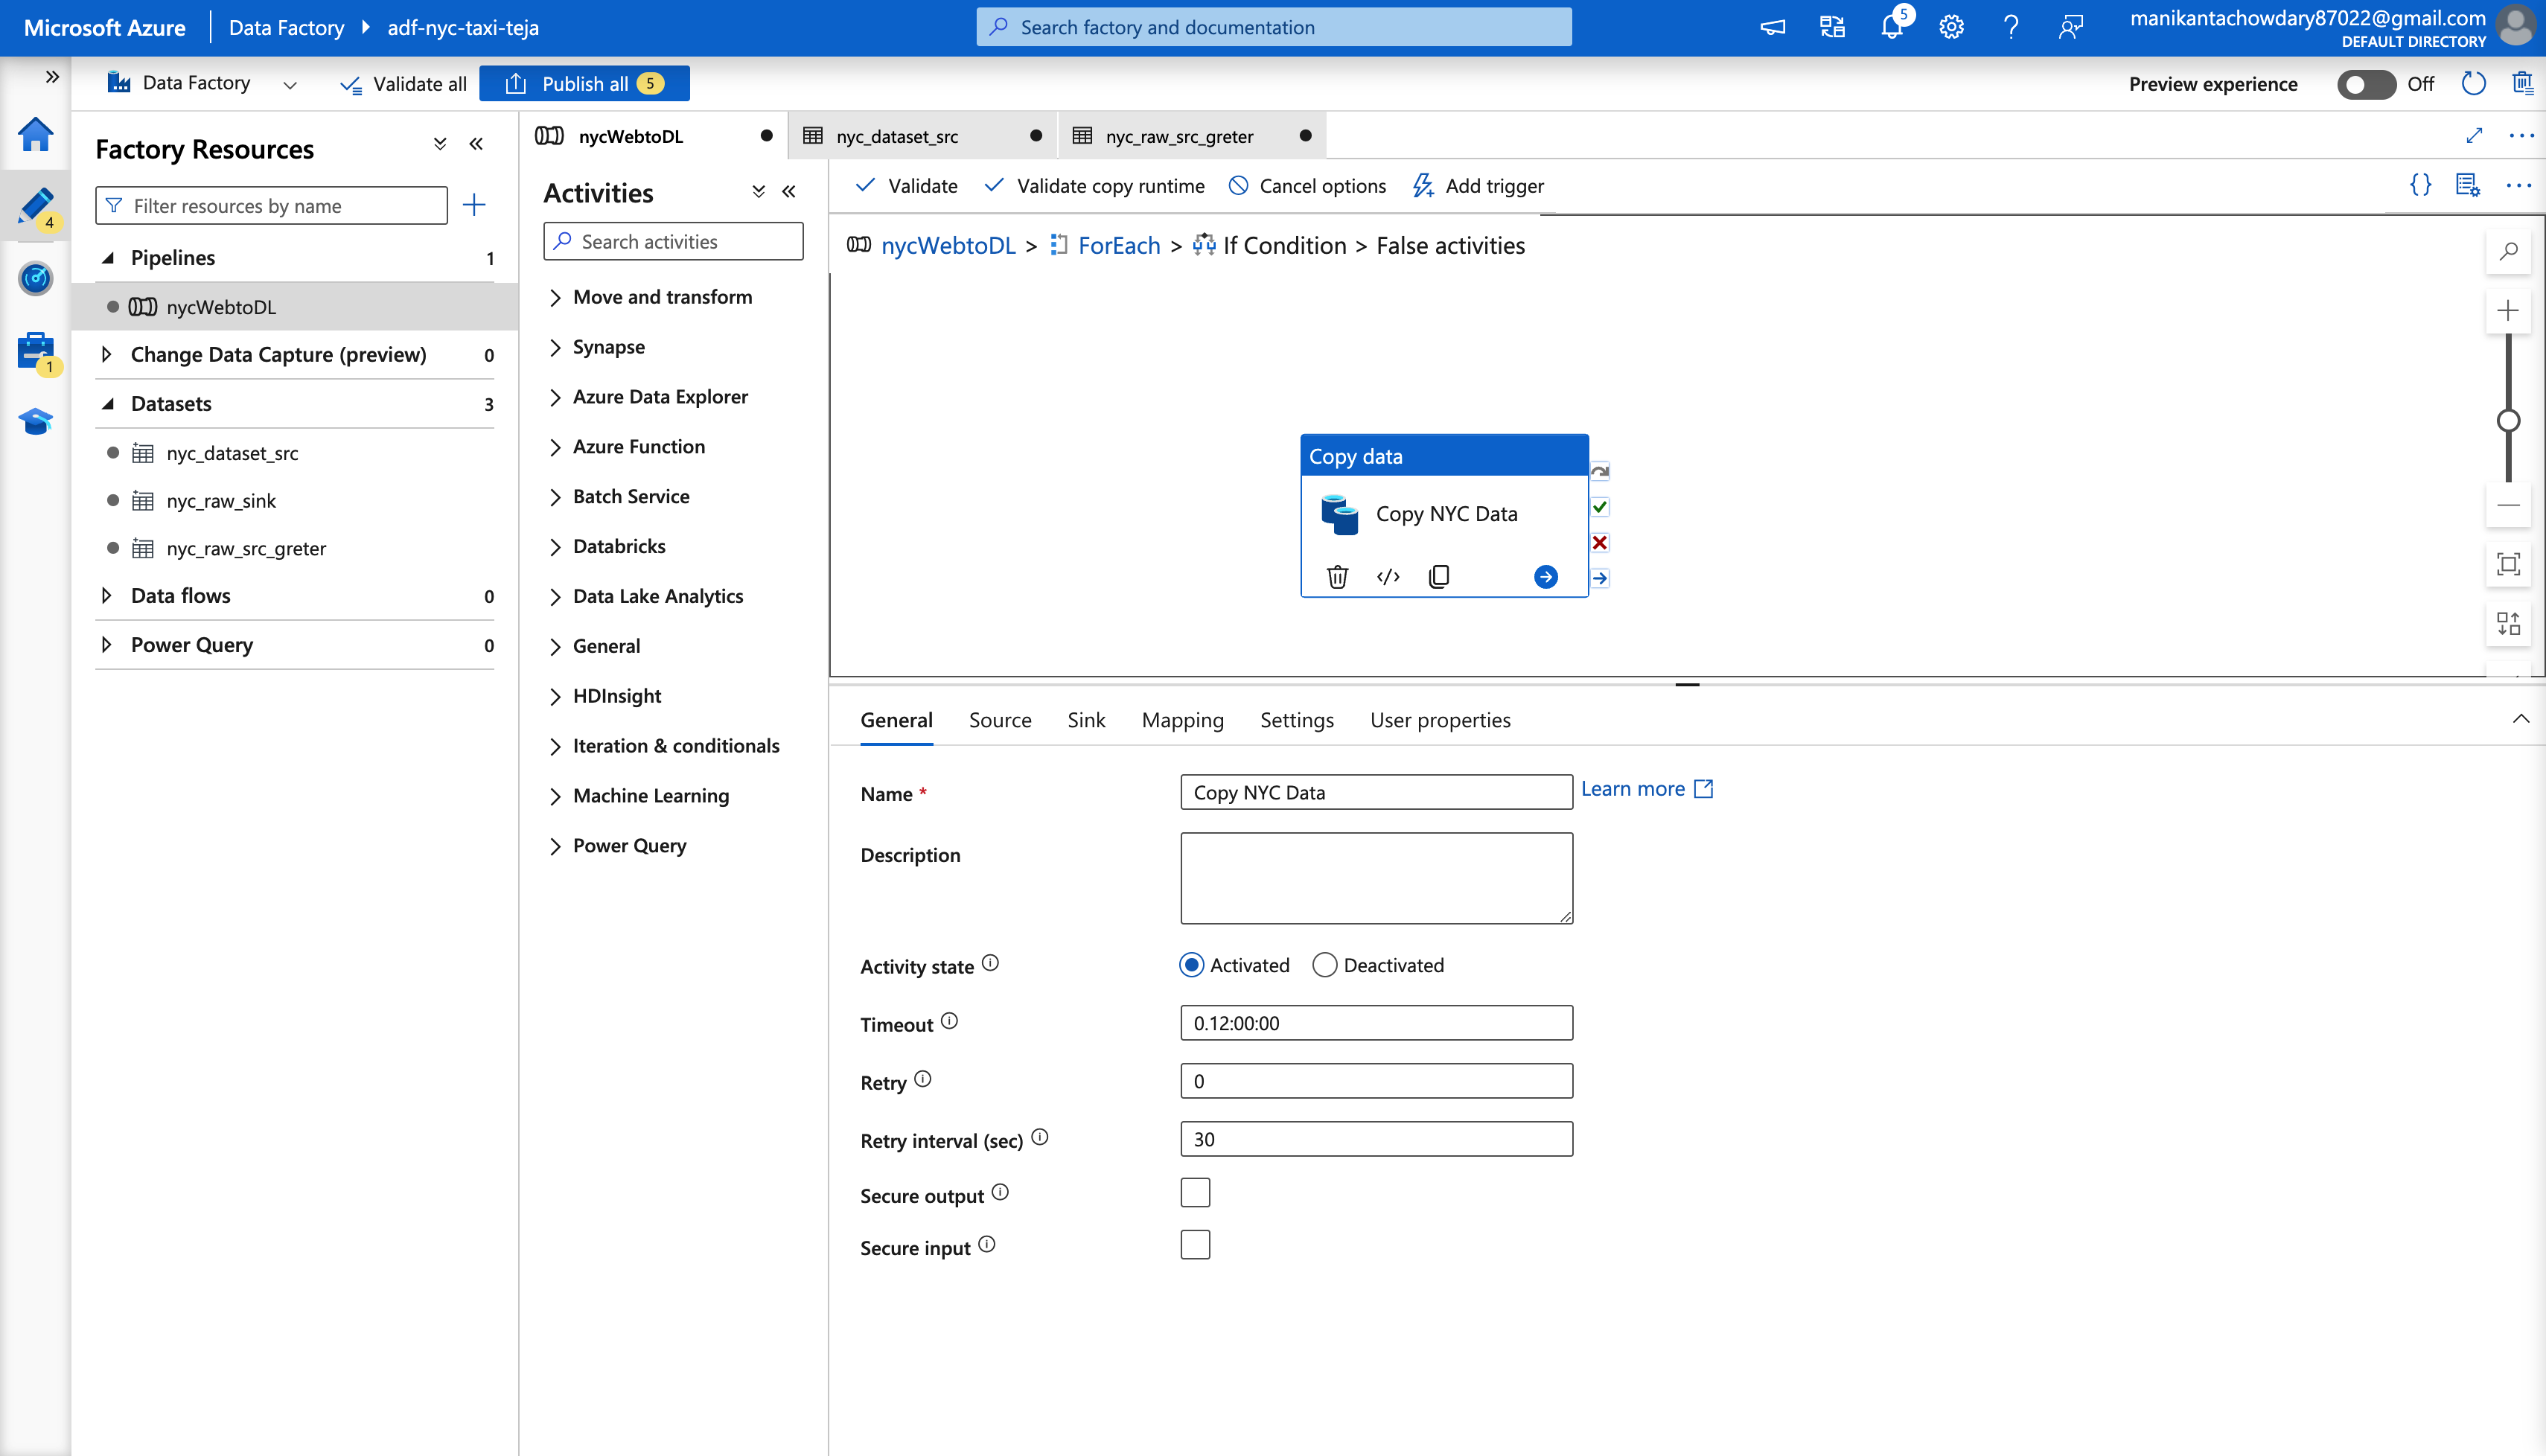 Microsoft Azure
Data Factory
adf-nyc-taxi-teja
Search factory and documentation
5
manikantachowdary87022@gmail.com
DEFAULT DIRECTORY
Data Factory
Validate all
Publish all 5
Preview experience
Off
4
1
Factory Resources
Filter resources by name
Pipelines 1
nycWebtoDL
Change Data Capture (preview) 0
Datasets 3
nyc_dataset_src
nyc_raw_sink
nyc_raw_src_greter
Data flows 0
Power Query 0
nycWebtoDL
nyc_dataset_src
nyc_raw_src_greter
Activities
Search activities
Move and transform
Synapse
Azure Data Explorer
Azure Function
Batch Service
Databricks
Data Lake Analytics
General
HDInsight
Iteration & conditionals
Machine Learning
Power Query
Validate
Validate copy runtime
Cancel options
Add trigger
{}
nycWebtoDL > ForEach > If Condition > False activities
Copy data
Copy NYC Data
General
Source
Sink
Mapping
Settings
User properties
Name *
Copy NYC Data
Learn more
Description
Activity state
Activated
Deactivated
Timeout
0.12:00:00
Retry
0
Retry interval (sec)
30
Secure output
Secure input